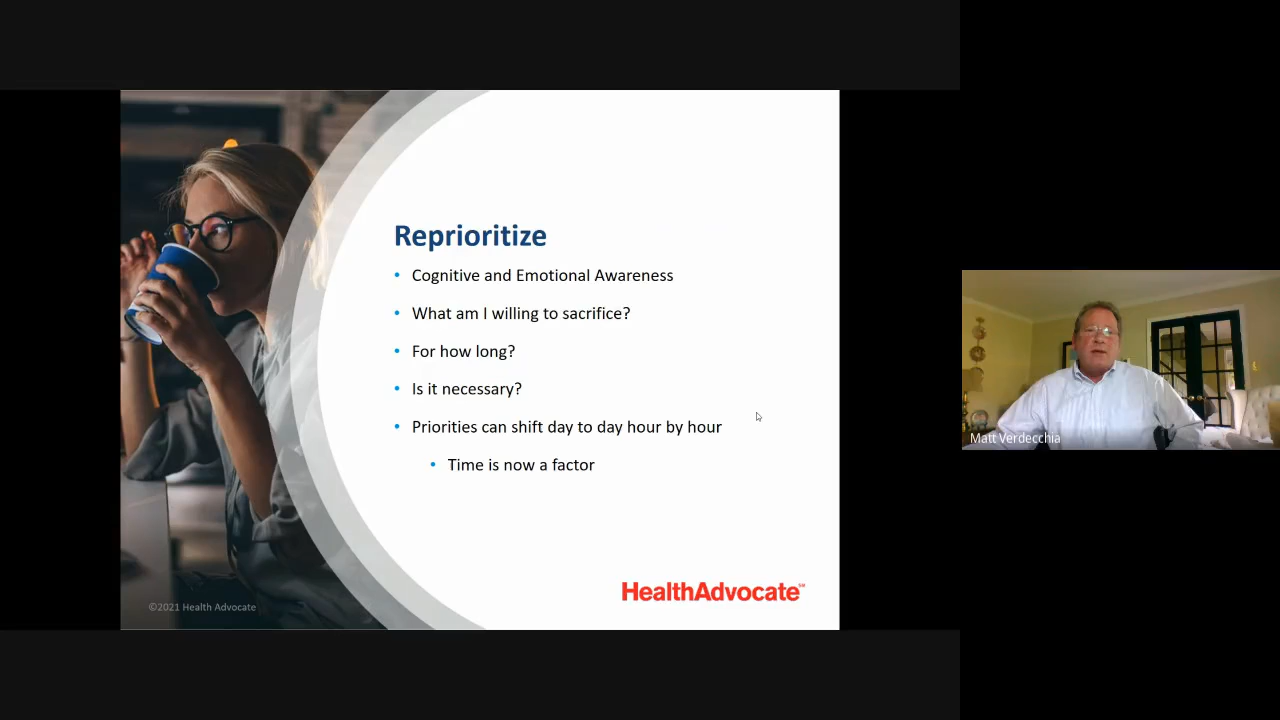 Reprioritize
• Cognitive and Emotional Awareness
• What am I willing to sacrifice?
• For how long?
• Is it necessary?
• Priorities can shift day to day hour by hour
• Time is now a factor
HealthAdvocate℠
©2021 Health Advocate
Matt Verdecchia